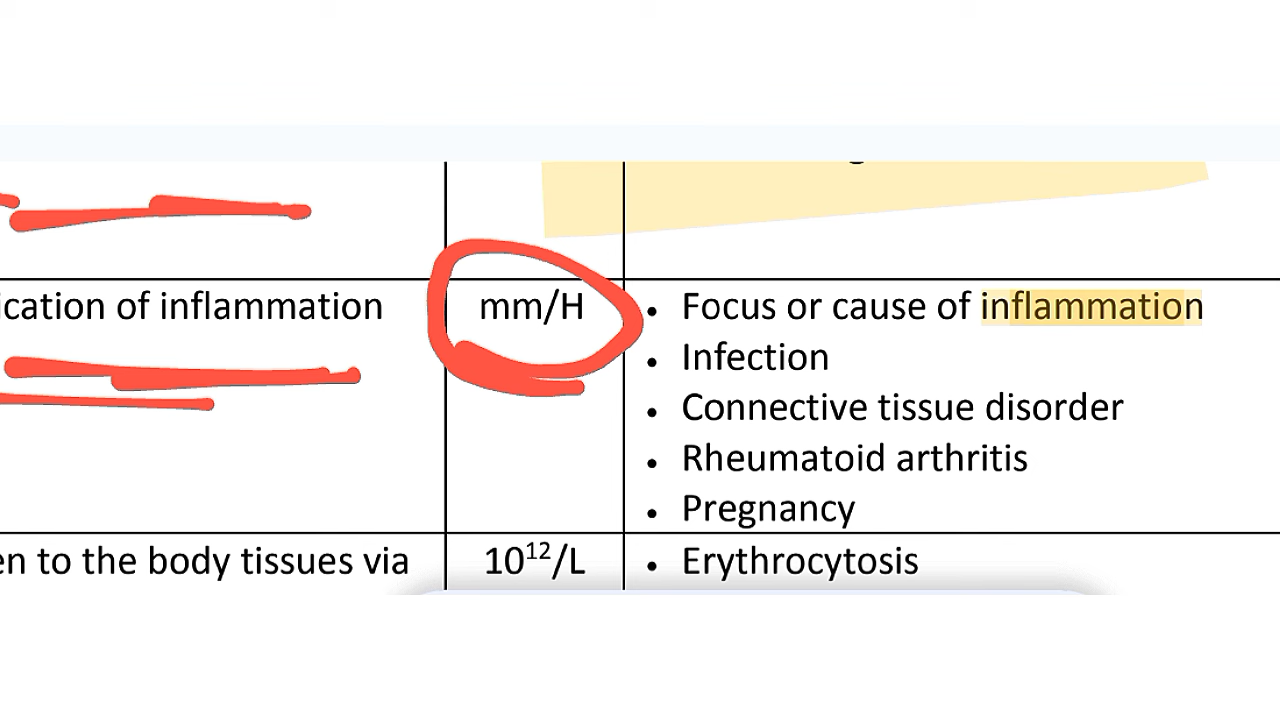 ication of inflammation
mm/H
• Focus or cause of inflammation
• Infection
• Connective tissue disorder
• Rheumatoid arthritis
• Pregnancy
en to the body tissues via
10¹²/L
• Erythrocytosis